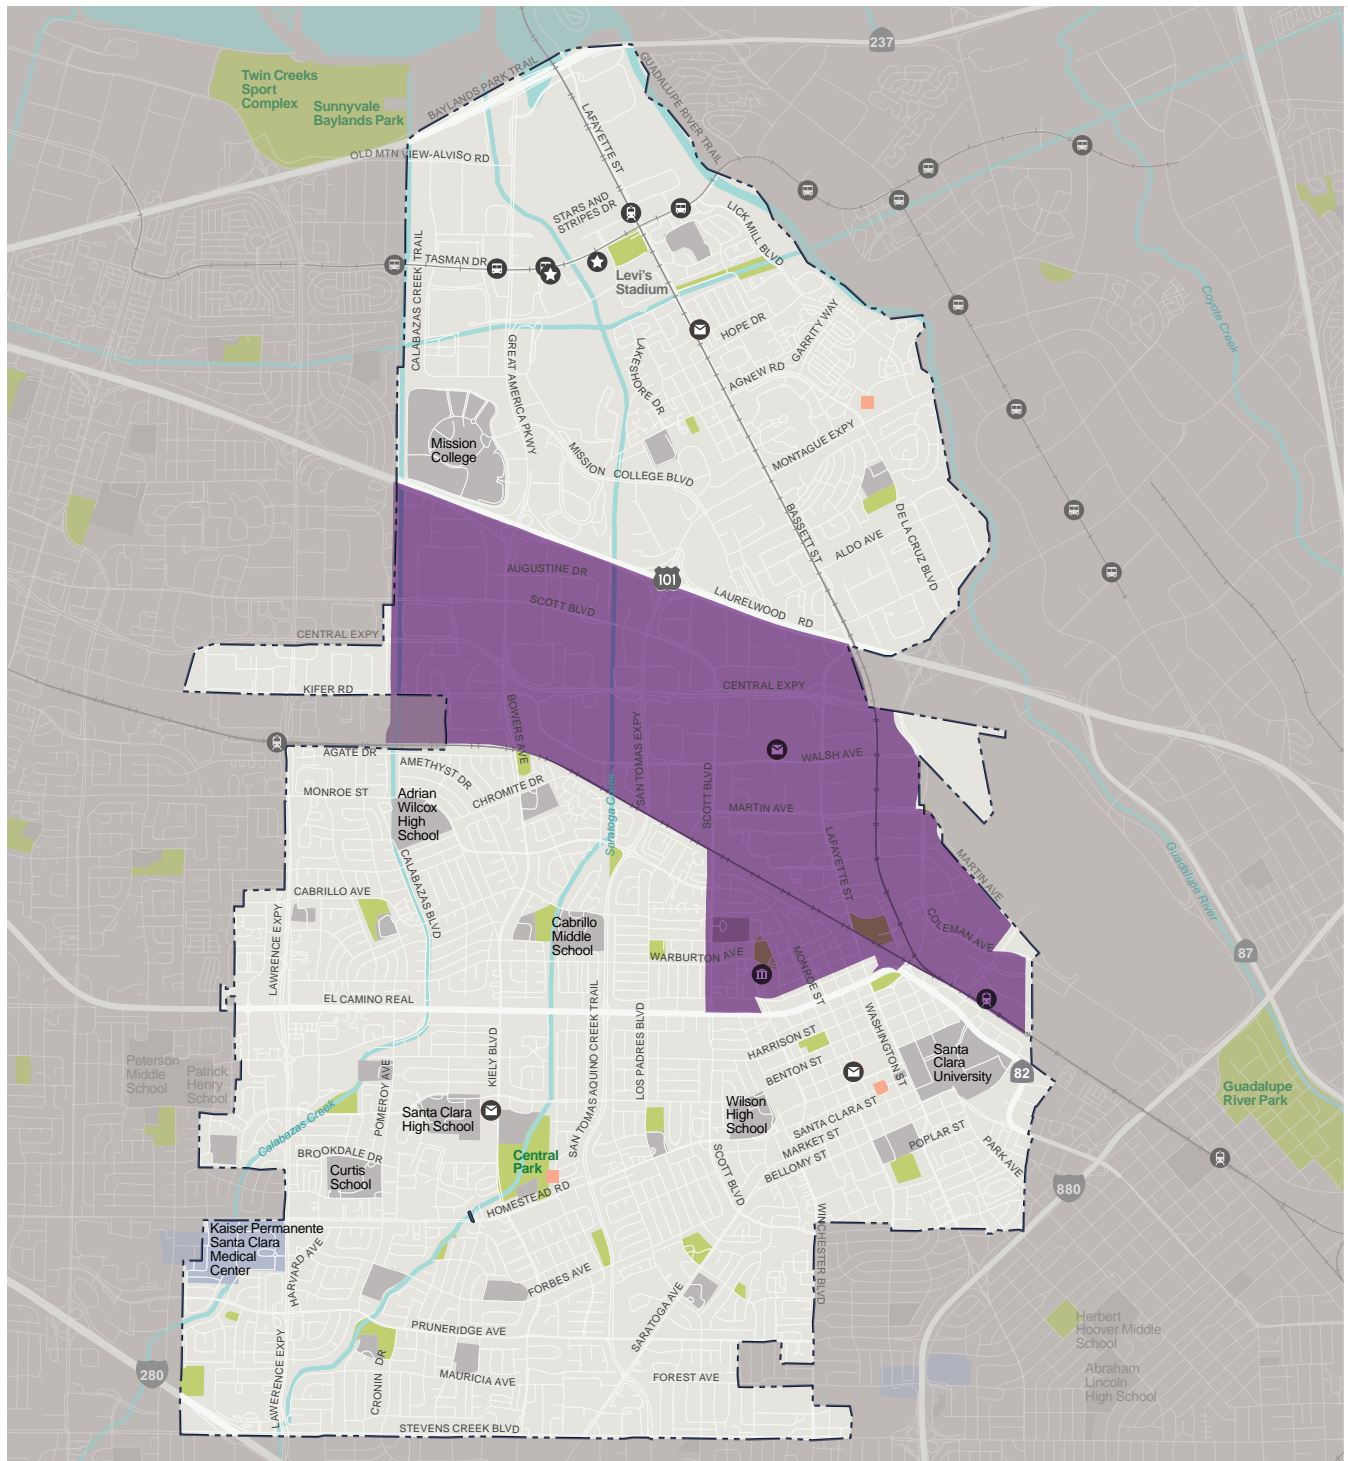 237
Twin Creeks
Sport
Complex
Sunnyvale
Baylands Park
BAYLANDS PARK TRAIL
GUADALUPE RIVER TRAIL
LAFAYETTE ST
OLD MTN VIEW-ALVISO RD
STARS AND
STRIPES DR
LICK MILL BLVD
TASMAN DR
CALABAZAS CREEK TRAIL
Levi's
Stadium
Coyote Creek
HOPE DR
GARRITY WAY
GREAT AMERICA PKWY
LAKESHORE DR
AGNEW RD
Mission
College
MONTAGUE EXPY
MISSION COLLEGE BLVD
BASSETT ST
DE LA CRUZ BLVD
ALDO AVE
AUGUSTINE DR
101
SCOTT BLVD
LAURELWOOD RD
CENTRAL EXPY
KIFER RD
CENTRAL EXPY
BOWERS AVE
SAN TOMAS EXPY
AGATE DR
AMETHYST DR
WALSH AVE
SCOTT BLVD
MONROE ST
CHROMITE DR
Adrian
Wilcox
High
School
MARTIN AVE
Saratoga Creek
LAFAYETTE ST
MARTIN AVE
Guadalupe River
CALABAZAS BLVD
CABRILLO AVE
LAWRENCE EXPY
Cabrillo
Middle
School
COLEMAN AVE
WARBURTON AVE
MONROE ST
87
EL CAMINO REAL
SAN TOMAS AQUINO CREEK TRAIL
LOS PADRES BLVD
WASHINGTON ST
HARRISON ST
KIELY BLVD
Peterson
Middle
School
Patrick
Henry
School
POMEROY AVE
BENTON ST
Santa
Clara
University
82
Guadalupe
River Park
Santa Clara
High School
Wilson
High
School
Calabazas Creek
SANTA CLARA ST
MARKET ST
BELLOMY ST
POPLAR ST
PARK AVE
BROOKDALE DR
Curtis
School
Central
Park
SCOTT BLVD
880
HOMESTEAD RD
WINCHESTER BLVD
Kaiser Permanente
Santa Clara
Medical
Center
HARVARD AVE
FORBES AVE
SARATOGA AVE
PRUNERIDGE AVE
Herbert
Hoover Middle
School
280
LAWERENCE EXPY
CRONIN DR
MAURICIA AVE
FOREST AVE
Abraham
Lincoln
High School
STEVENS CREEK BLVD